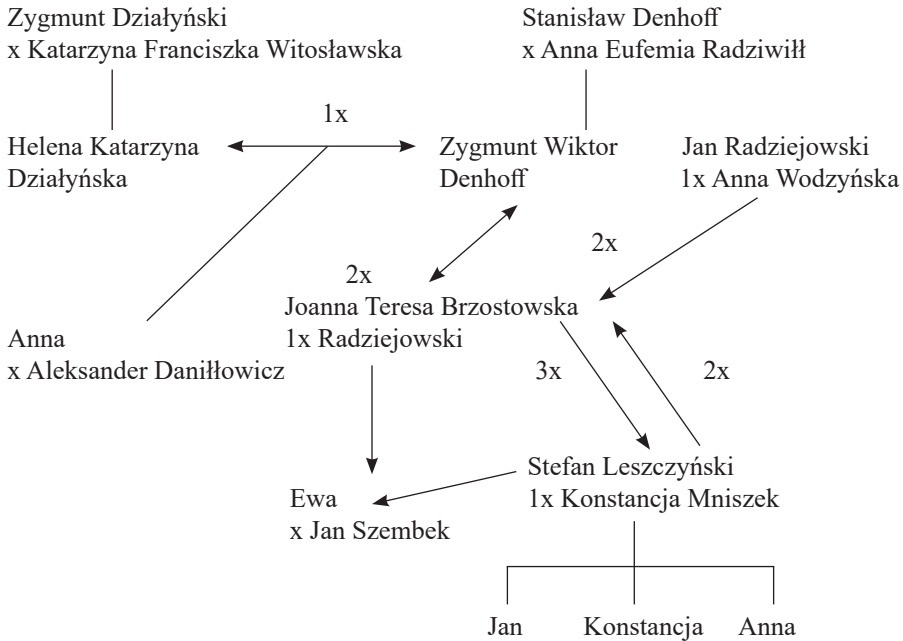 Zygmunt Działyński
x Katarzyna Franciszka Witosławska
Stanisław Denhoff
x Anna Eufemia Radziwiłł
1x
Helena Katarzyna
Działyńska
Zygmunt Wiktor
Denhoff
Jan Radziejowski
1x Anna Wodzyńska
2x
2x
Joanna Teresa Brzostowska
1x Radziejowski
Anna
x Aleksander Daniłłowicz
3x
2x
Stefan Leszczyński
1x Konstancja Mniszek
Ewa
x Jan Szembek
Jan
Konstancja
Anna